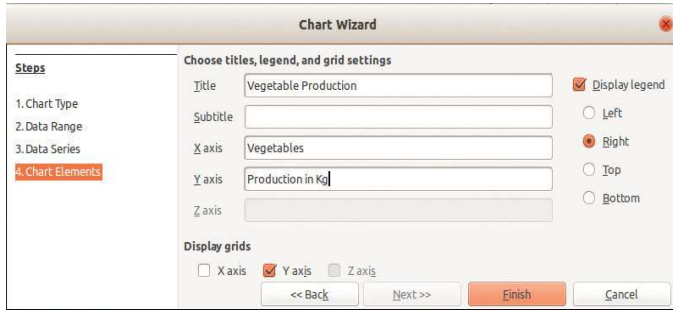 Chart Wizard
Steps
1. Chart Type
2. Data Range
3. Data Series
4. Chart Elements
Choose titles, legend, and grid settings
Title Vegetable Production
Subtitle
X axis Vegetables
Y axis Production in Kg
Z axis
Display legend
Left
Right
Top
Bottom
Display grids
X axis Y axis Z axis
<< Back Next >> Finish Cancel